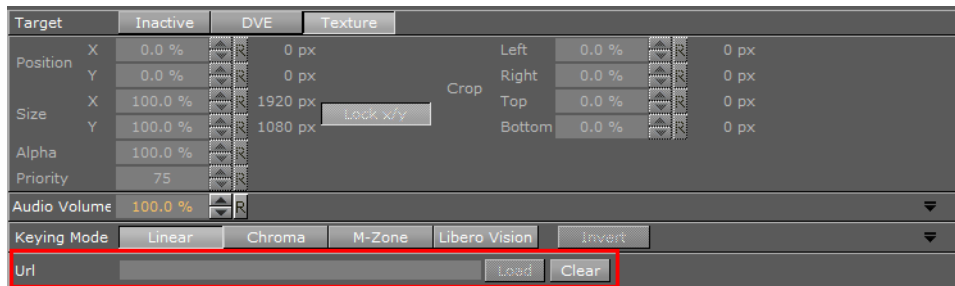 Target Inactive DVE Texture
Position X 0.0 % R 0 px Crop Left 0.0 % R 0 px
Y 0.0 % R 0 px Right 0.0 % R 0 px
Size X 100.0 % R 1920 px Lock x/y Top 0.0 % R 0 px
Y 100.0 % R 1080 px Bottom 0.0 % R 0 px
Alpha 100.0 % R
Priority 75 R
Audio Volume 100.0 % R
Keying Mode Linear Chroma M-Zone Libero Vision Invert
Url Load Clear